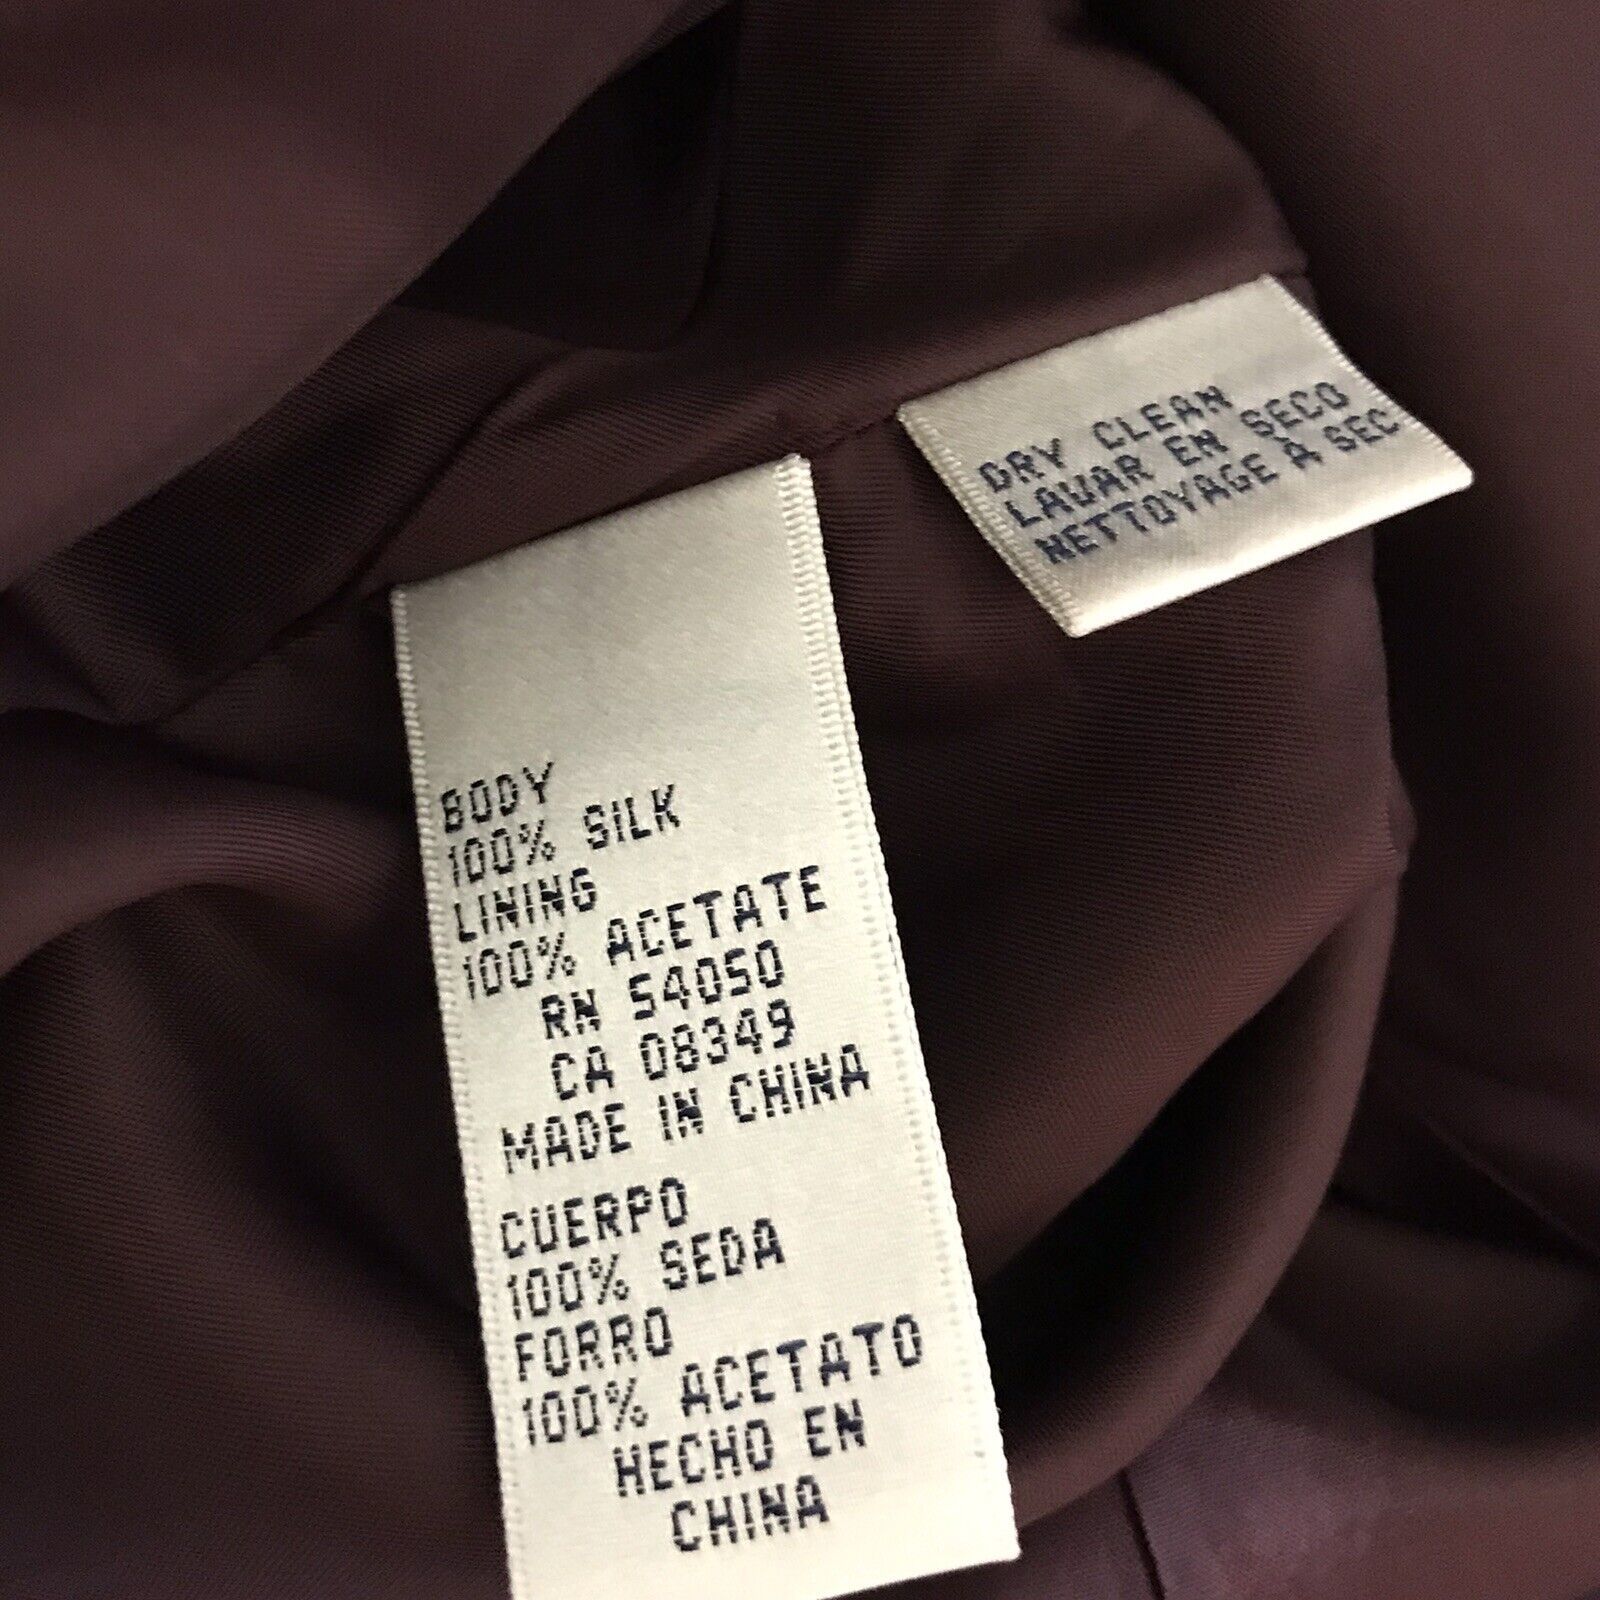 BODY
100% SILK
LINING
100% ACETATE
RN 54050
CA 08349
MADE IN CHINA
CUERPO
100% SEDA
FORRO
100% ACETATO
HECHO EN
CHINA
DRY CLEAN
LAVAR EN SECO
NETTOYAGE À SEC